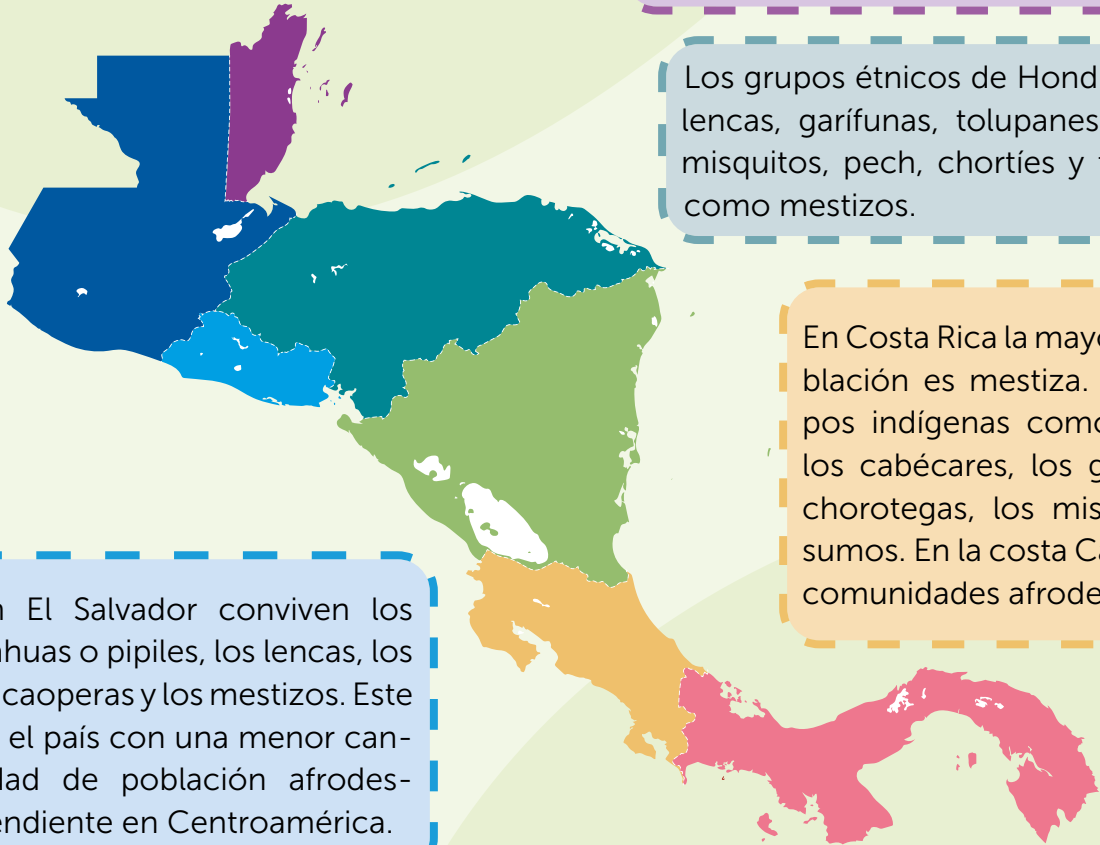 Los grupos étnicos de Hond
lencas, garífunas, tolupanes
misquitos, pech, chortíes y
como mestizos.
En Costa Rica la mayo
blación es mestiza.
pos indígenas como
los cabécares, los g
chorotegas, los mis
sumos. En la costa Ca
comunidades afrode
n El Salvador conviven los
ahuas o pipiles, los lencas, los
caoperas y los mestizos. Este
el país con una menor can-
dad de población afrodes-
endiente en Centroamérica.